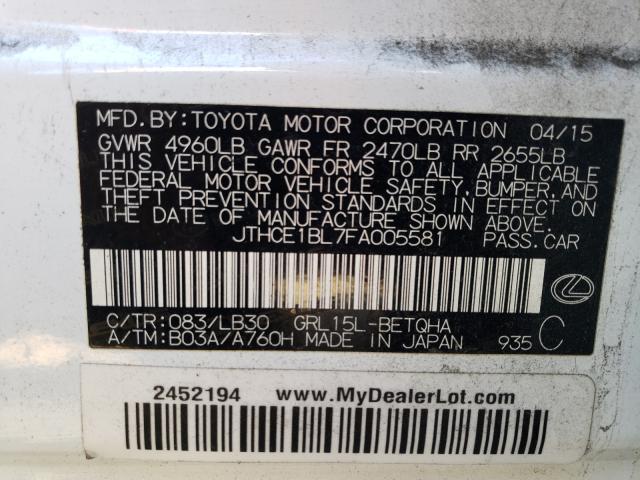 MFD. BY: TOYOTA MOTOR CORPORATION 04/15
GVWR 4960LB GAWR FR 2470LB RR 2655LB
THIS VEHICLE CONFORMS TO ALL APPLICABLE
FEDERAL MOTOR VEHICLE SAFETY, BUMPER, AND
THEFT PREVENTION STANDARDS IN EFFECT ON
THE DATE OF MANUFACTURE SHOWN ABOVE.
JTHCE1BL7FA005581 PASS. CAR
C/TR: 083/LB30 GRL15L-BETQHA
A/TM: B03A/A760H MADE IN JAPAN 935 C
2452194 www.MyDealerLot.com